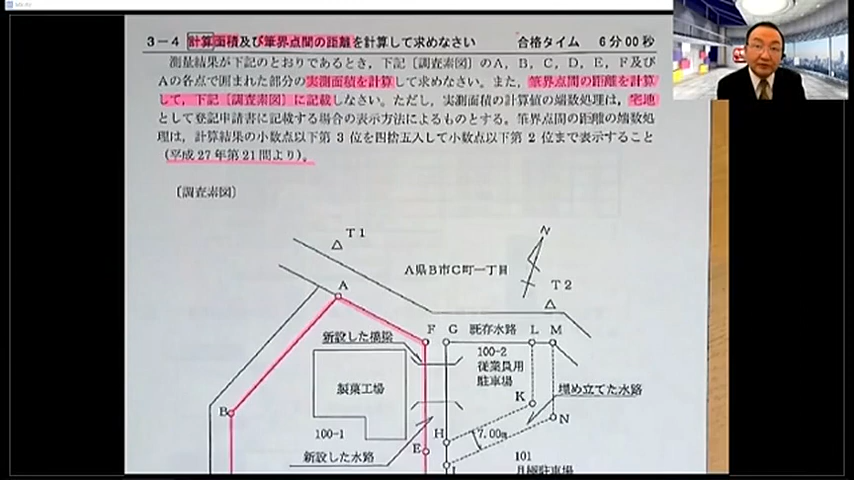 3－4 計算面積及び筆界点間の距離を計算して求めなさい 合格タイム 6分00秒
測量結果が下記のとおりであるとき，下記〔調査素図〕のA，B，C，D，E，F及び
Aの各点で囲まれた部分の実測面積を計算して求めなさい。また，筆界点間の距離を計算
して，下記〔調査素図〕に記載しなさい。ただし，実測面積の計算値の端数処理は，宅地
として登記申請書に記載する場合の表示方法によるものとする。筆界点間の距離の端数処
理は，計算結果の小数点以下第3位を四捨五入して小数点以下第2位まで表示すること
(平成27年第21問より)。
〔調査素図〕
T1
N
A県B市C町一丁目
T2
A
F G 既存水路 L M
新設した橋梁
100-2
従業員用
駐車場
製菓工場
埋め立てた水路
K
B
N
100-1
H
7.00m
E
新設した水路
101
I
月極駐車場